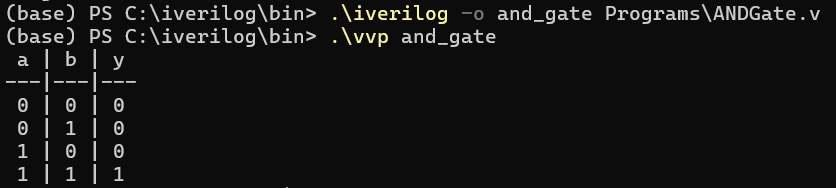 (base) PS C:\iverilog\bin> .\iverilog -o and_gate Programs\ANDGate.v
(base) PS C:\iverilog\bin> .\vvp and_gate
 a | b | y
---|---|---
 0 | 0 | 0
 0 | 1 | 0
 1 | 0 | 0
 1 | 1 | 1